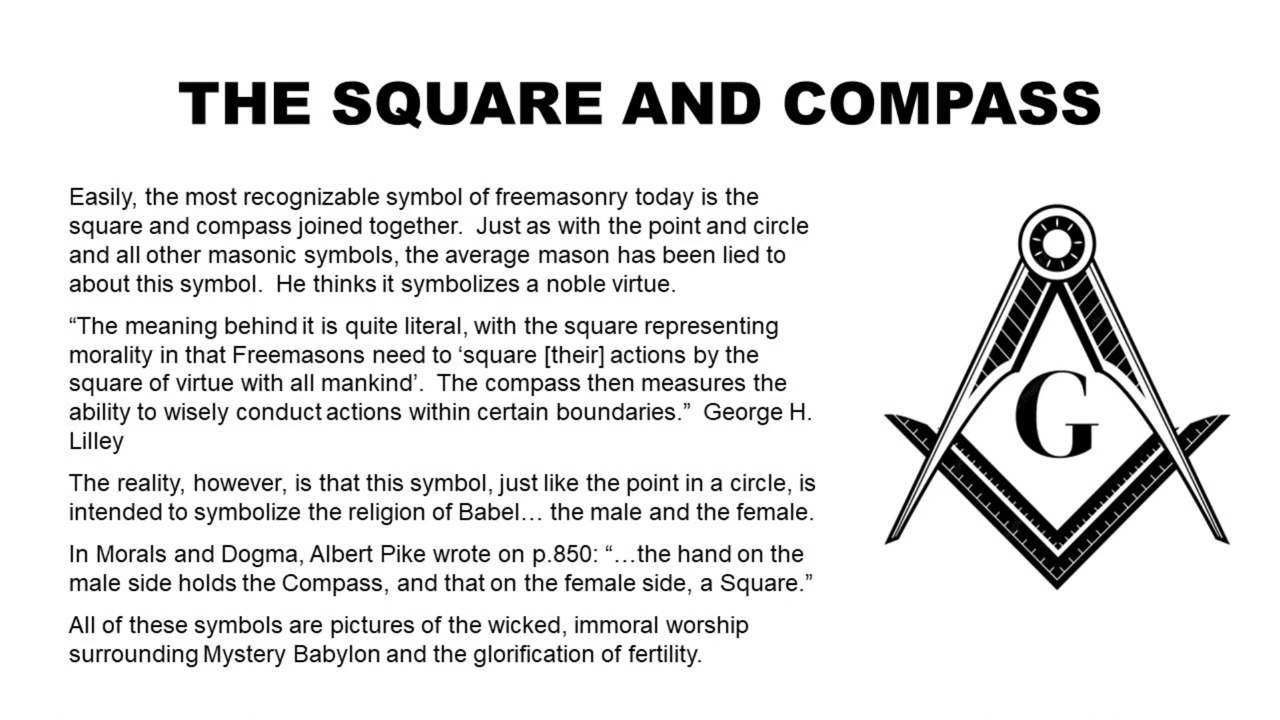 THE SQUARE AND COMPASS
Easily, the most recognizable symbol of freemasonry today is the
square and compass joined together.  Just as with the point and circle
and all other masonic symbols, the average mason has been lied to
about this symbol.  He thinks it symbolizes a noble virtue.
“The meaning behind it is quite literal, with the square representing
morality in that Freemasons need to ‘square [their] actions by the
square of virtue with all mankind’.  The compass then measures the
ability to wisely conduct actions within certain boundaries.”  George H.
Lilley
The reality, however, is that this symbol, just like the point in a circle, is
intended to symbolize the religion of Babel… the male and the female.
In Morals and Dogma, Albert Pike wrote on p.850: “…the hand on the
male side holds the Compass, and that on the female side, a Square.”
All of these symbols are pictures of the wicked, immoral worship
surrounding Mystery Babylon and the glorification of fertility.
G